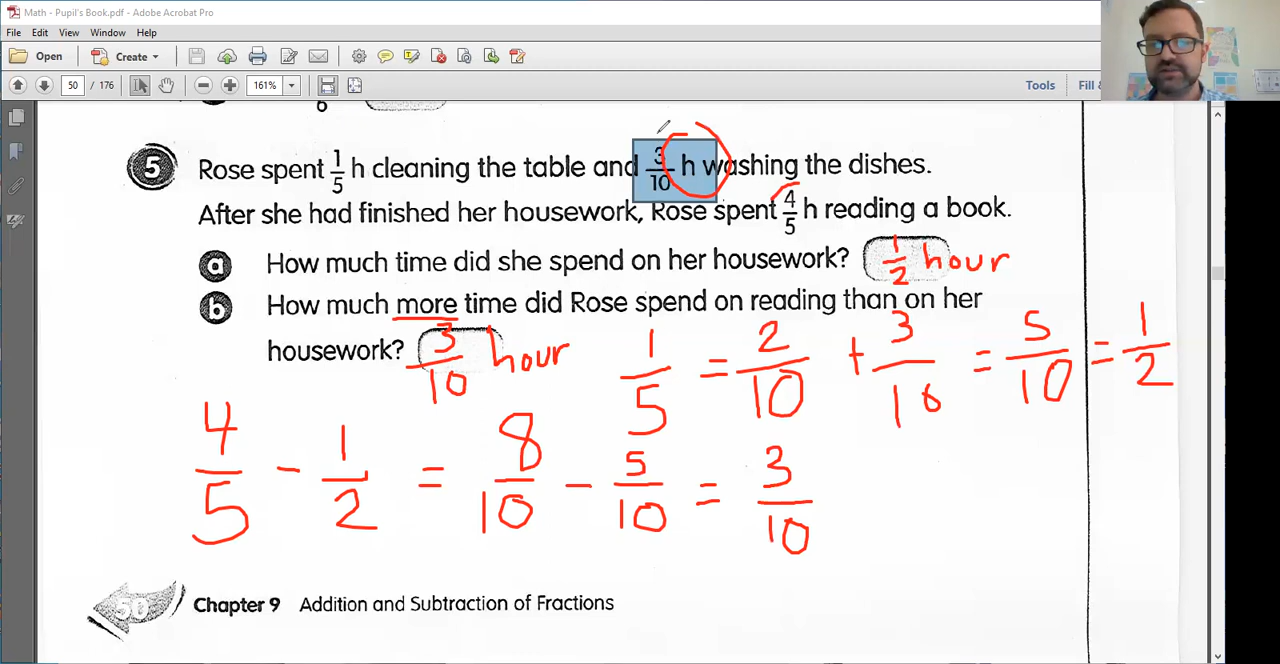 Math - Pupil's Book.pdf - Adobe Acrobat Pro
File Edit View Window Help
Open Create
50 / 176 161% Tools Fill &
6
5 Rose spent 1/5 h cleaning the table and 3/10 h washing the dishes.
After she had finished her housework, Rose spent 4/5 h reading a book.
a How much time did she spend on her housework? 1/2 hour
b How much more time did Rose spend on reading than on her
housework? 3/10 hour
1/5 = 2/10 + 3/10 = 5/10 = 1/2
4/5 - 1/2 = 8/10 - 5/10 = 3/10
50 Chapter 9 Addition and Subtraction of Fractions